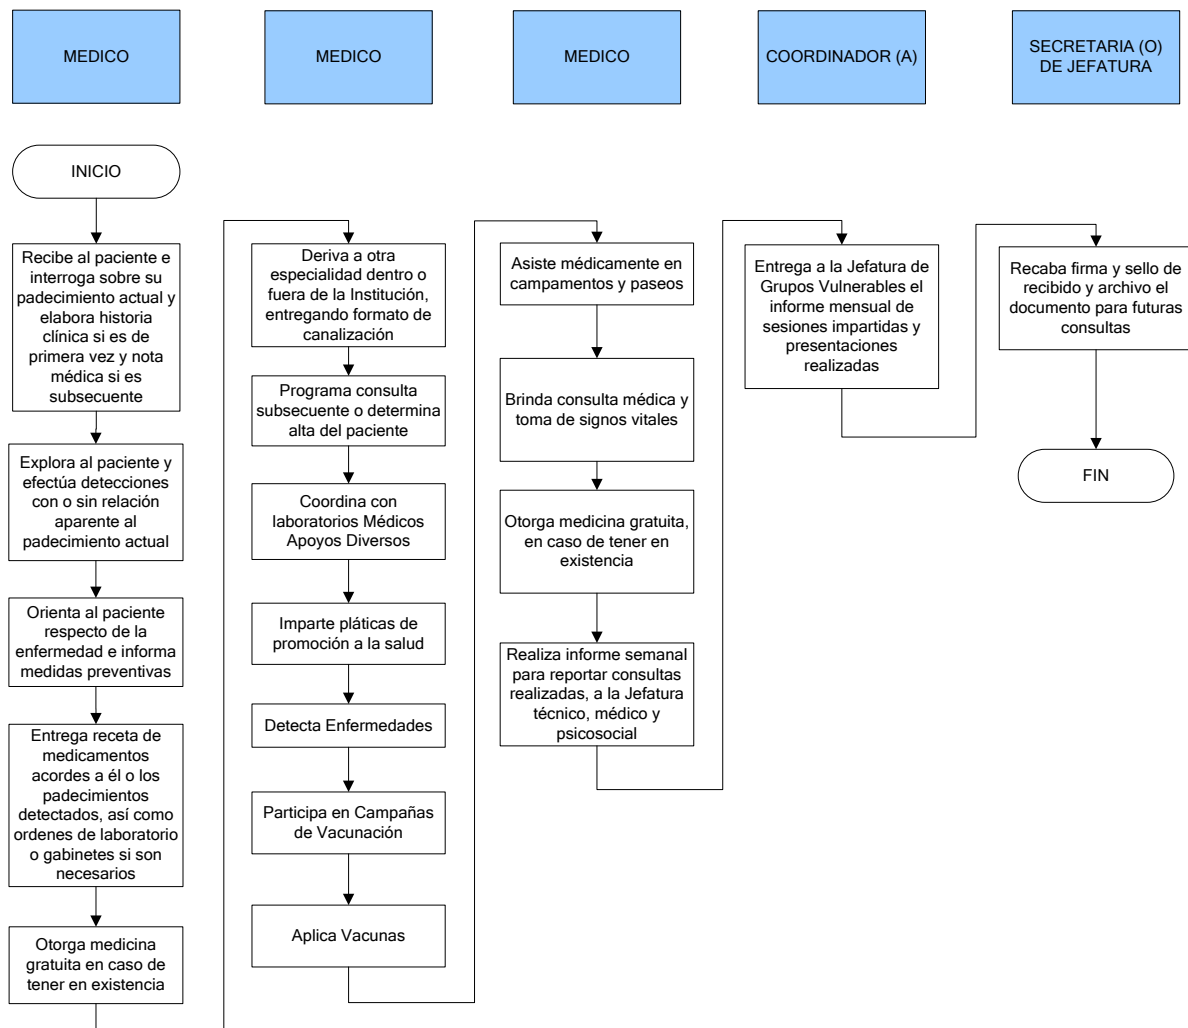 MEDICO
MEDICO
MEDICO
COORDINADOR (A)
SECRETARIA (O)
DE JEFATURA
INICIO
Recibe al paciente e
interroga sobre su
padecimiento actual y
elabora historia
clínica si es de
primera vez y nota
médica si es
subsecuente
Explora al paciente y
efectúa detecciones
con o sin relación
aparente al
padecimiento actual
Orienta al paciente
respecto de la
enfermedad e informa
medidas preventivas
Entrega receta de
medicamentos
acordes a él o los
padecimientos
detectados, así como
ordenes de laboratorio
o gabinetes si son
necesarios
Otorga medicina
gratuita en caso de
tener en existencia
Deriva a otra
especialidad dentro o
fuera de la Institución,
entregando formato de
canalización
Programa consulta
subsecuente o determina
alta del paciente
Coordina con
laboratorios Médicos
Apoyos Diversos
Imparte pláticas de
promoción a la salud
Detecta Enfermedades
Participa en Campañas
de Vacunación
Aplica Vacunas
Asiste médicamente en
campamentos y paseos
Brinda consulta médica y
toma de signos vitales
Otorga medicina gratuita,
en caso de tener en
existencia
Realiza informe semanal
para reportar consultas
realizadas, a la Jefatura
técnico, médico y
psicosocial
Entrega a la Jefatura de
Grupos Vulnerables el
informe mensual de
sesiones impartidas y
presentaciones
realizadas
Recaba firma y sello de
recibido y archivo el
documento para futuras
consultas
FIN